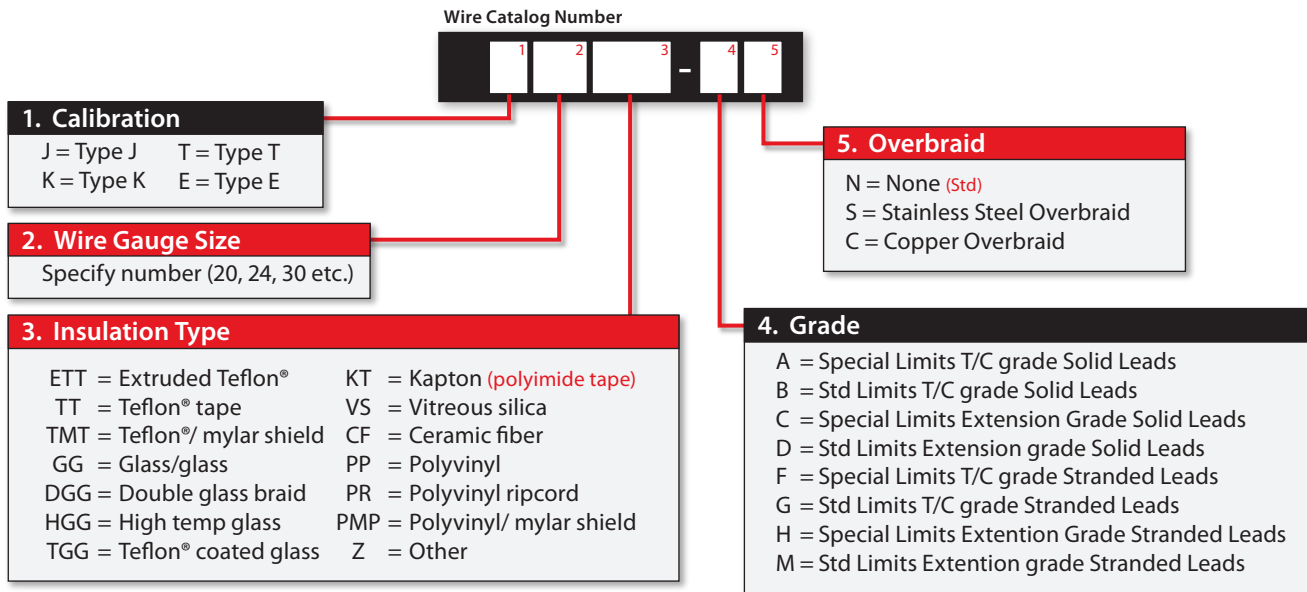 Wire Catalog Number
1 2 3 – 4 5
1. Calibration
J = Type J T = Type T
K = Type K E = Type E
2. Wire Gauge Size
Specify number (20, 24, 30 etc.)
3. Insulation Type
ETT = Extruded Teflon® KT = Kapton (polyimide tape)
TT = Teflon® tape VS = Vitreous silica
TMT = Teflon®/ mylar shield CF = Ceramic fiber
GG = Glass/glass PP = Polyvinyl
DGG = Double glass braid PR = Polyvinyl ripcord
HGG = High temp glass PMP = Polyvinyl/ mylar shield
TGG = Teflon® coated glass Z = Other
5. Overbraid
N = None (Std)
S = Stainless Steel Overbraid
C = Copper Overbraid
4. Grade
A = Special Limits T/C grade Solid Leads
B = Std Limits T/C grade Solid Leads
C = Special Limits Extension Grade Solid Leads
D = Std Limits Extension grade Solid Leads
F = Special Limits T/C grade Stranded Leads
G = Std Limits T/C grade Stranded Leads
H = Special Limits Extention Grade Stranded Leads
M = Std Limits Extention grade Stranded Leads